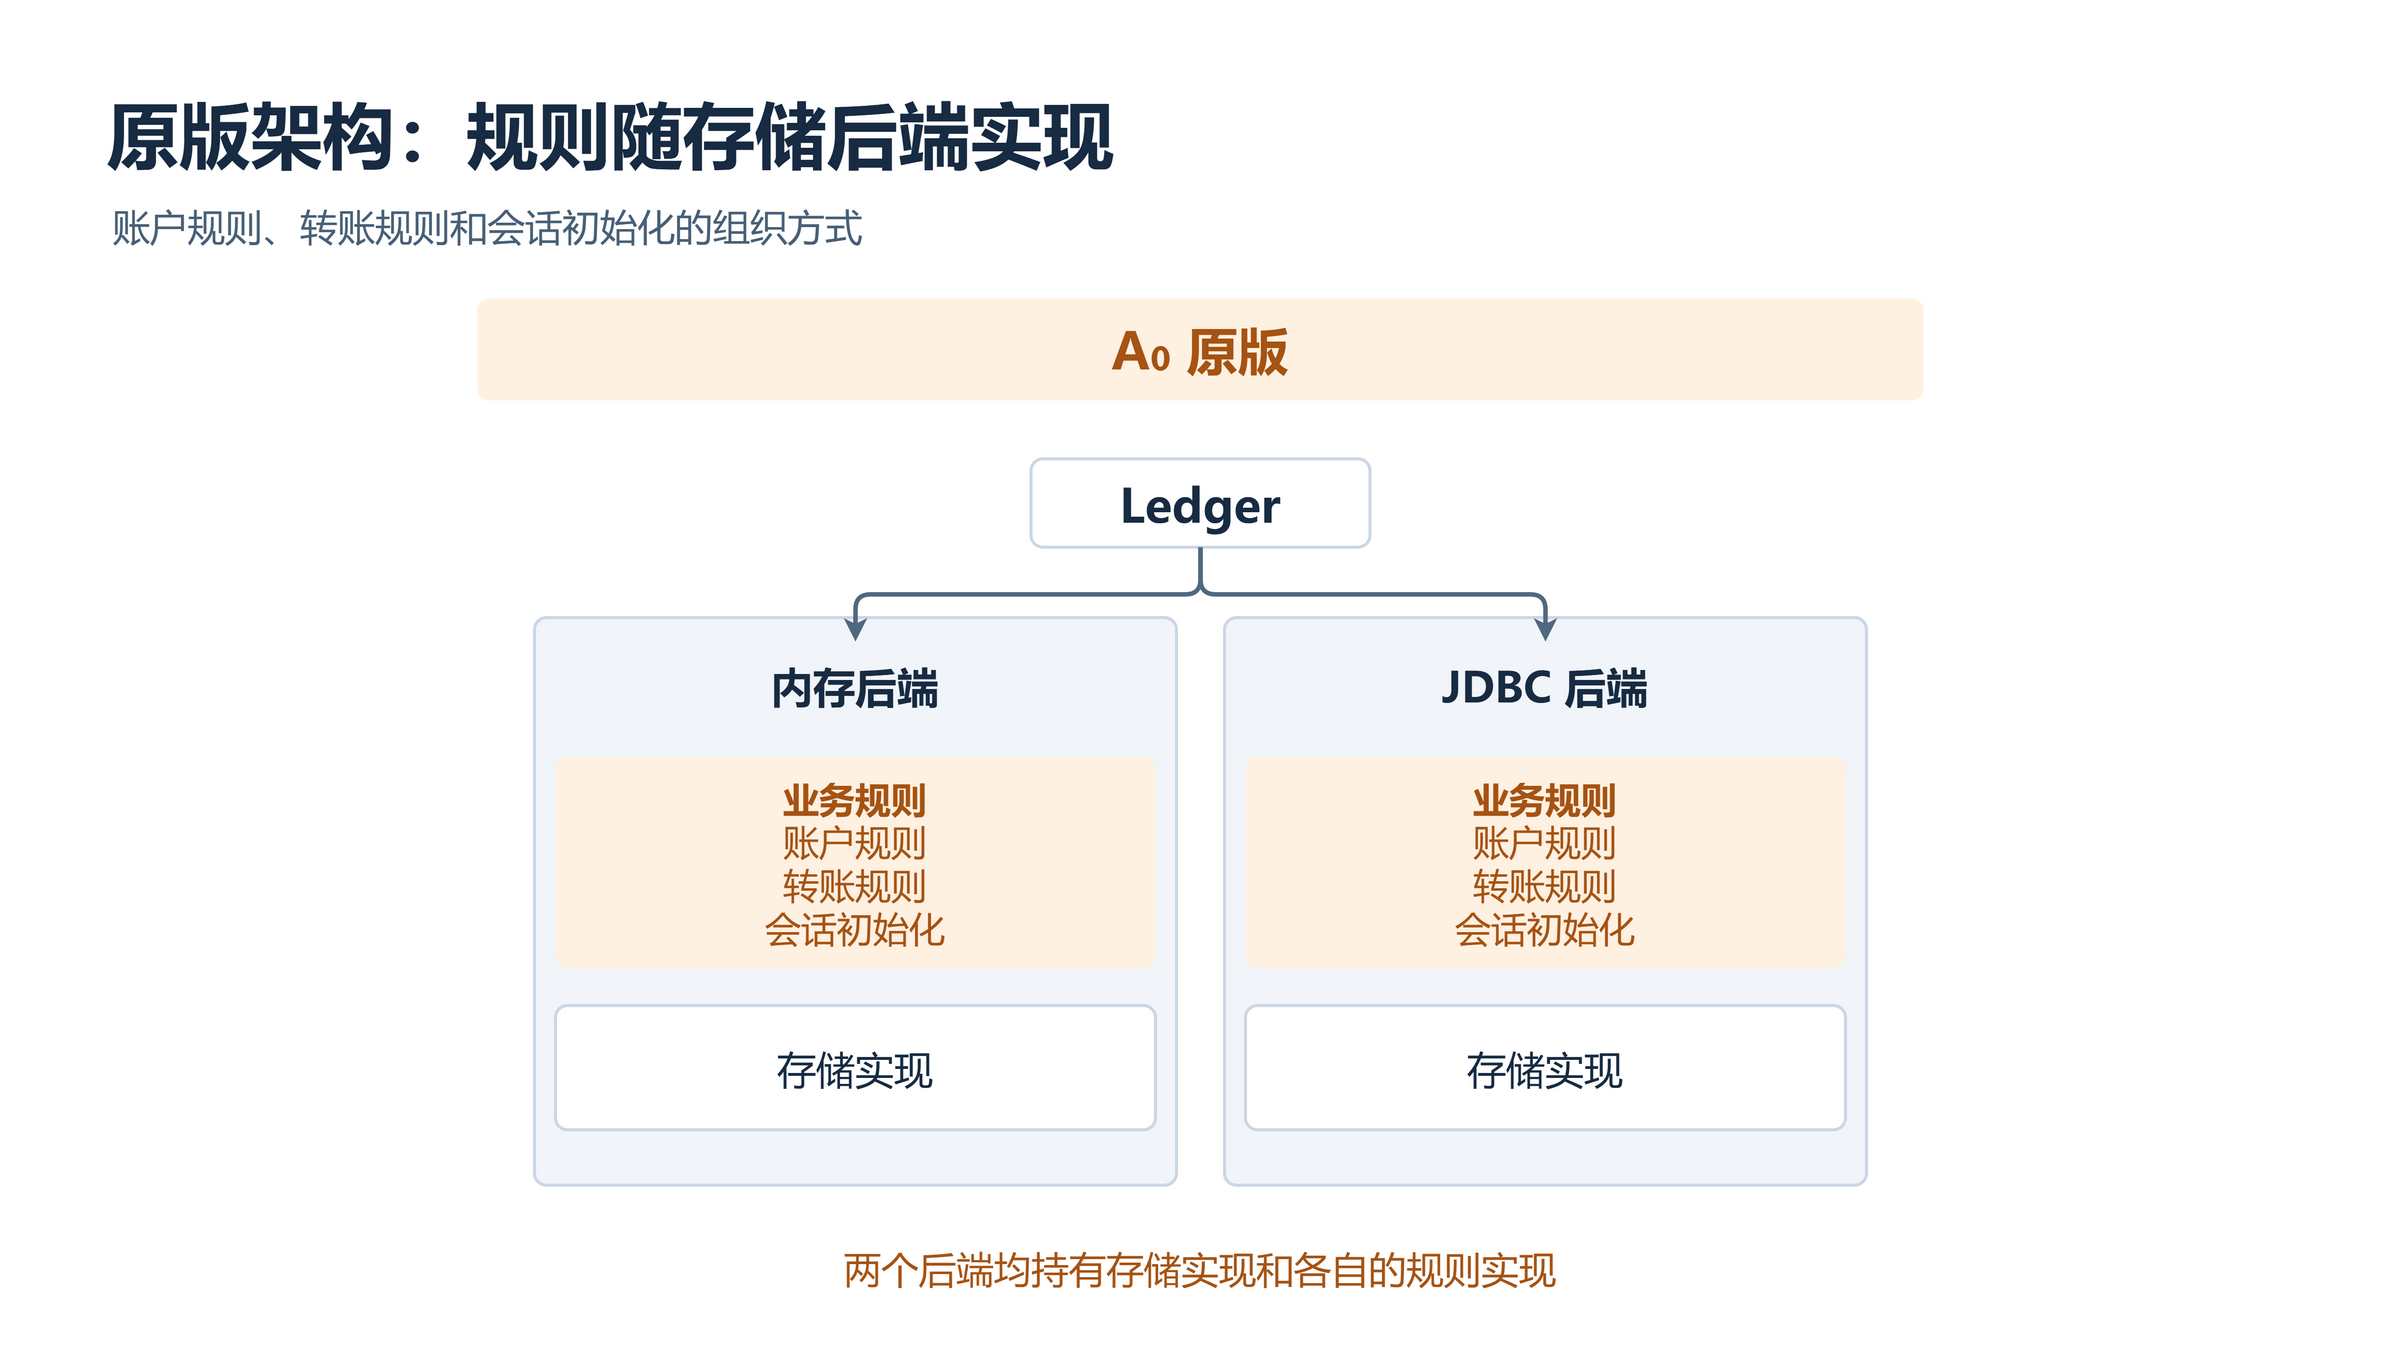 原版架构：规则随存储后端实现
账户规则、转账规则和会话初始化的组织方式
A₀ 原版
Ledger
内存后端
业务规则
账户规则
转账规则
会话初始化
存储实现
JDBC 后端
业务规则
账户规则
转账规则
会话初始化
存储实现
两个后端均持有存储实现和各自的规则实现